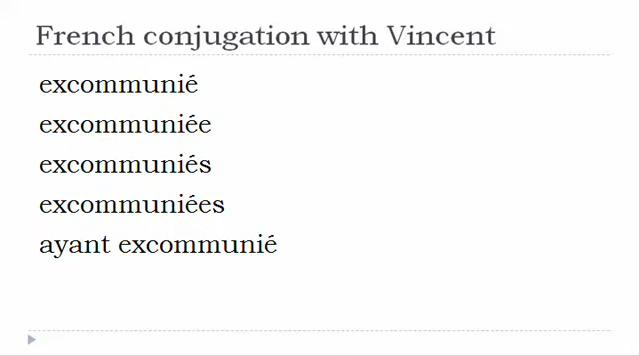 French conjugation with Vincent
excommunié
excommuniée
excommuniés
excommuniées
ayant excommunié